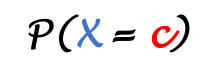 P(X = c)